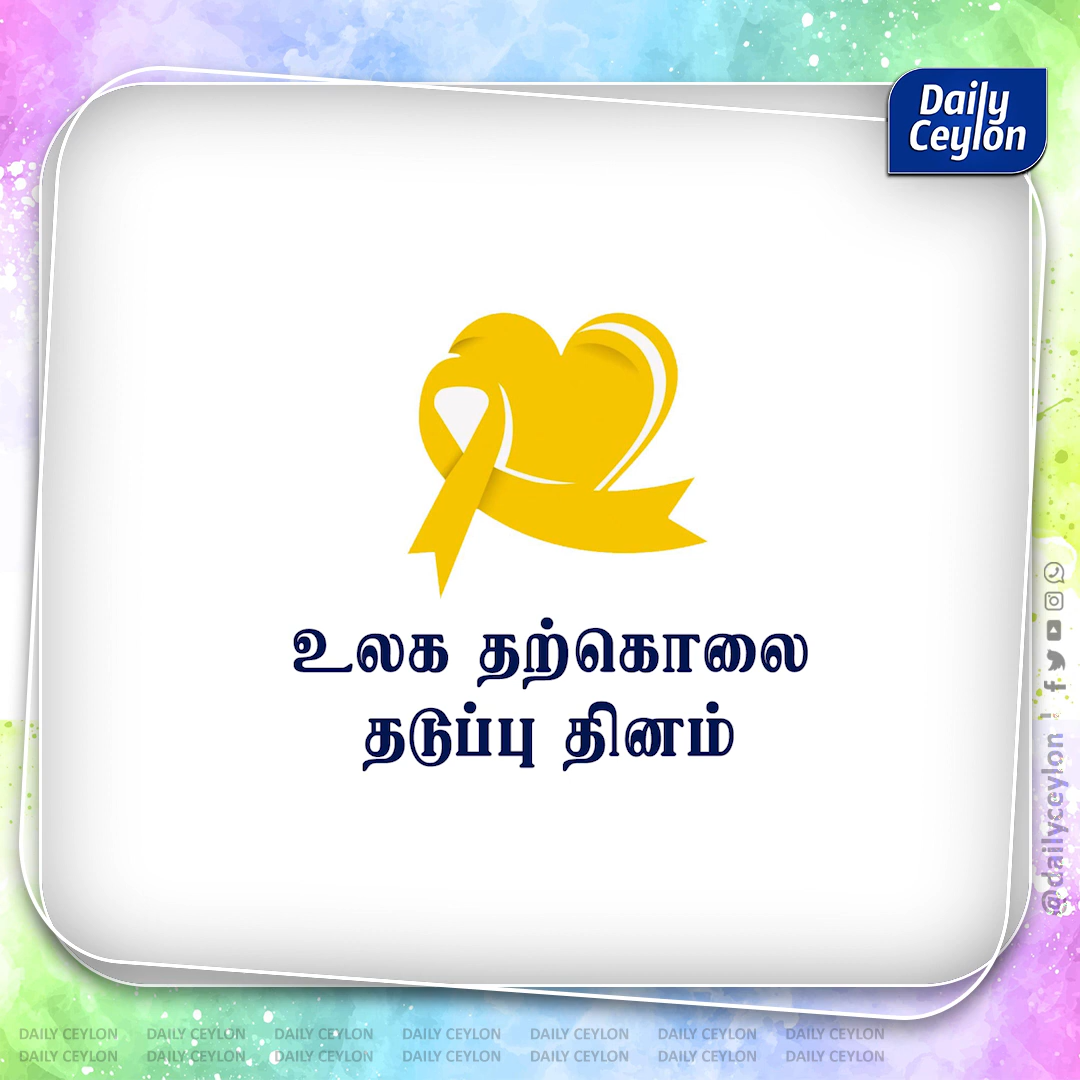 Daily
Ceylon
உலக தற்கொலை
தடுப்பு தினம்
@dailyceylon
DAILY CEYLON DAILY CEYLON DAILY CEYLON DAILY CEYLON DAILY CEYLON DAILY CEYLON DAILY CEYLON
DAILY CEYLON DAILY CEYLON DAILY CEYLON DAILY CEYLON DAILY CEYLON DAILY CEYLON DAILY CEYLON